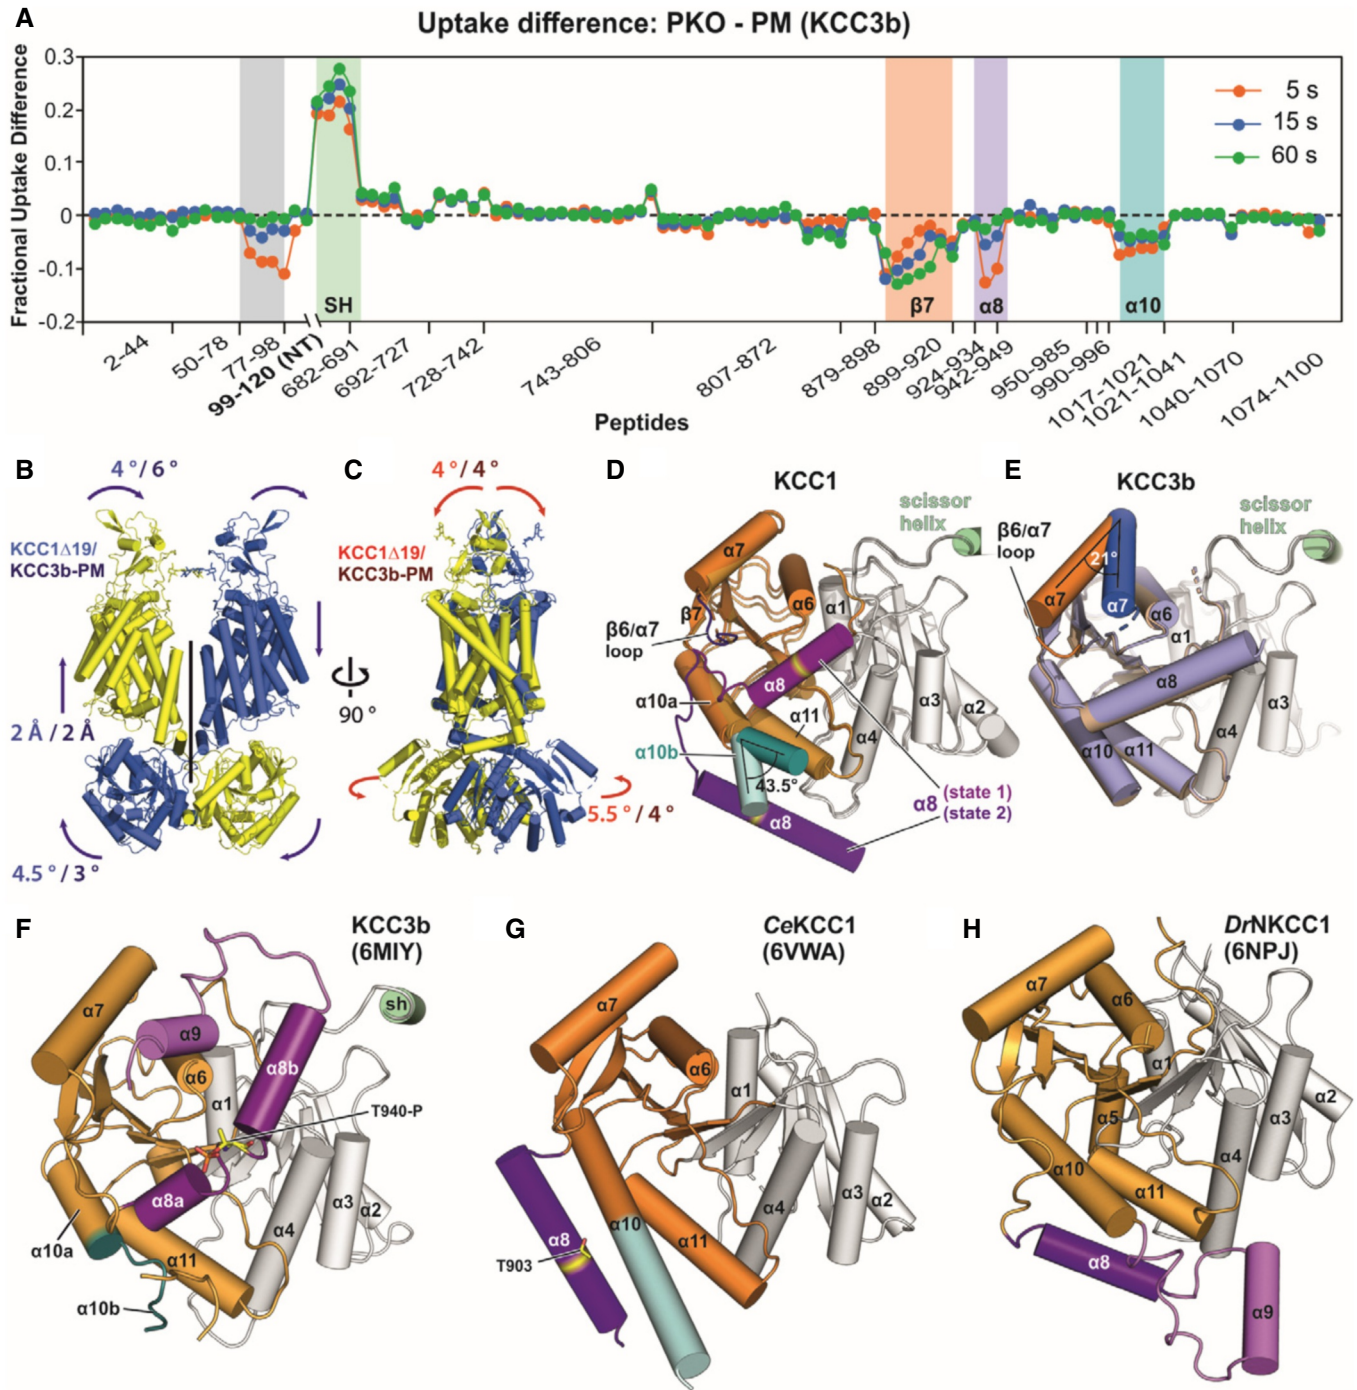 A
Uptake difference: PKO - PM (KCC3b)
Fractional Uptake Difference
0.3
0.2
0.1
0
-0.1
-0.2
5 s
15 s
60 s
SH
β7
α8
α10
2-44
50-78
77-98
99-120 (NT)
682-691
692-727
728-742
743-806
807-872
879-898
899-920
924-934
942-949
950-985
990-996
1017-1021
1021-1041
1040-1070
1074-1100
Peptides
B
4 °/ 6 °
KCC1Δ19/
KCC3b-PM
2 Å / 2 Å
4.5 °/ 3 °
90 °
C
4 °/ 4 °
KCC1Δ19/
KCC3b-PM
5.5 °/ 4 °
D
KCC1
scissor
helix
α7
α6
α1
β7
β6/α7
loop
α8
α10a
α11
α4
α3
α2
α10b
43.5°
α8
α8 (state 1)
(state 2)
E
KCC3b
scissor
helix
β6/α7
loop
21°
α7
α7
α6
α1
α8
α3
α4
α10
α11
F
KCC3b
(6MIY)
α7
α9
sh
α6
α8b
α1
T940-P
α8a
α3
α2
α4
α10a
α11
α10b
G
CeKCC1
(6VWA)
α7
α6
α1
α8
T903
α10
α11
α4
α3
α2
H
DrNKCC1
(6NPJ)
α7
α6
α1
α2
α3
α5
α4
α10
α11
α8
α9